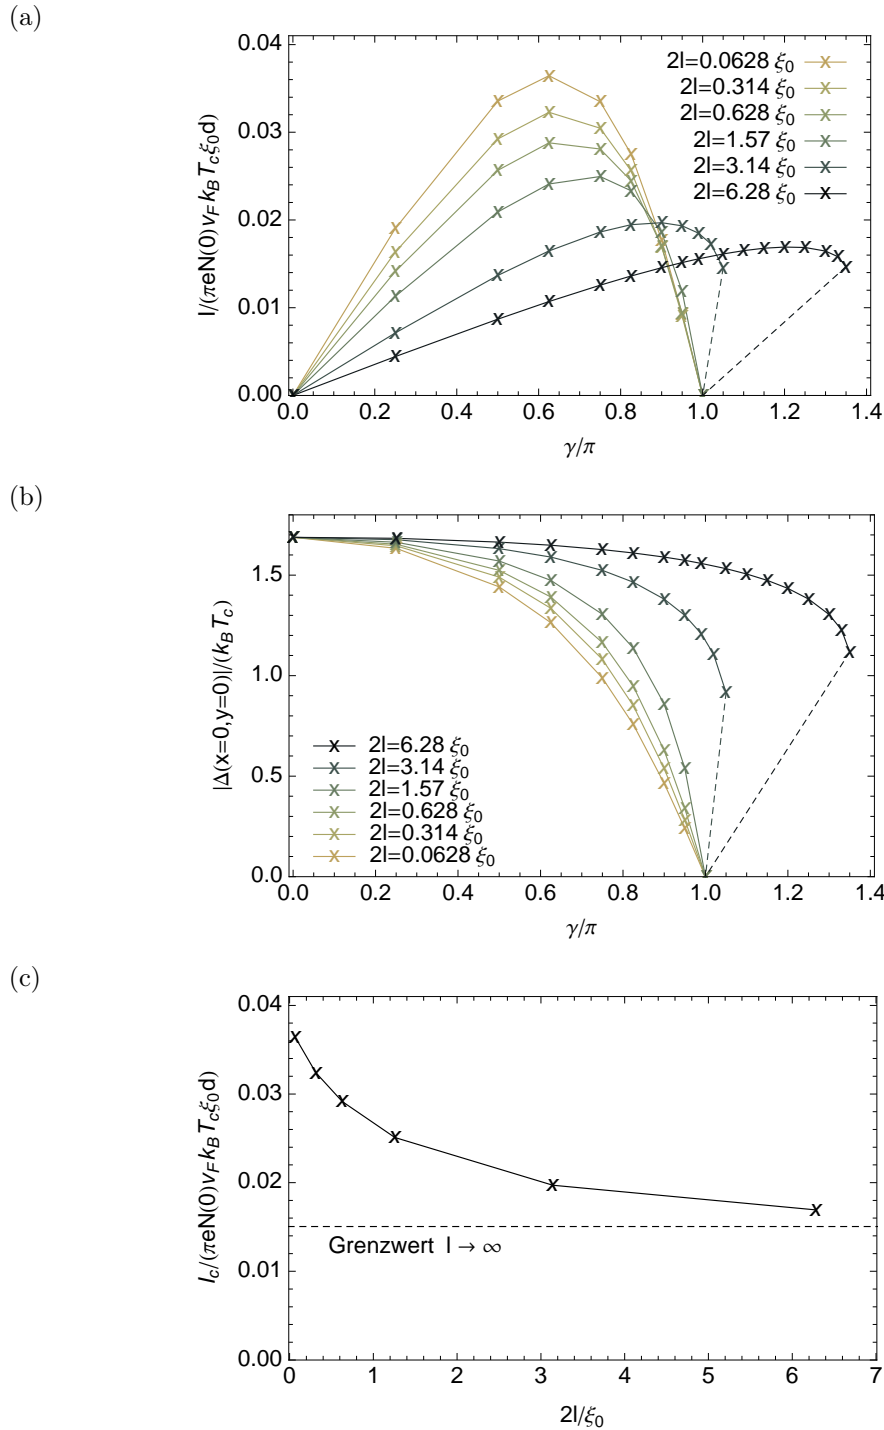 (a)
0.04
0.03
0.02
0.01
0.00
I/(πeN(0)v_F k_B T_c ξ_0 d)
2l=0.0628 ξ_0
2l=0.314 ξ_0
2l=0.628 ξ_0
2l=1.57 ξ_0
2l=3.14 ξ_0
2l=6.28 ξ_0
0.0 0.2 0.4 0.6 0.8 1.0 1.2 1.4
γ/π
(b)
1.5
1.0
0.5
0.0
|Δ(x=0,y=0)|/(k_B T_c)
2l=6.28 ξ_0
2l=3.14 ξ_0
2l=1.57 ξ_0
2l=0.628 ξ_0
2l=0.314 ξ_0
2l=0.0628 ξ_0
0.0 0.2 0.4 0.6 0.8 1.0 1.2 1.4
γ/π
(c)
0.04
0.03
0.02
0.01
0.00
I_c/(πeN(0)v_F k_B T_c ξ_0 d)
Grenzwert l → ∞
0 1 2 3 4 5 6 7
2l/ξ_0